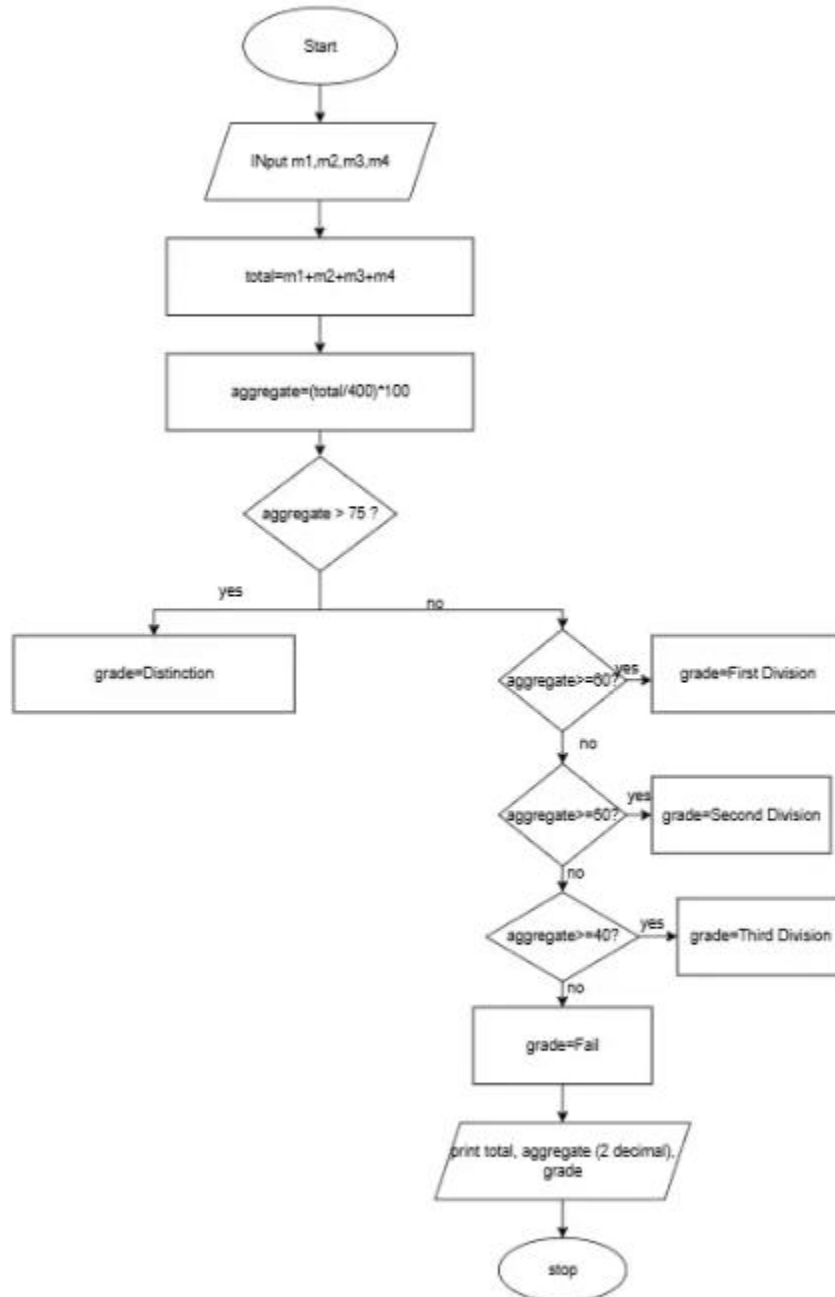 Start
INput m1,m2,m3,m4
total=m1+m2+m3+m4
aggregate=(total/400)*100
aggregate > 75 ?
yes
no
grade=Distinction
aggregate>=60?
yes
grade=First Division
no
aggregate>=50?
yes
grade=Second Division
no
aggregate>=40?
yes
grade=Third Division
no
grade=Fail
print total, aggregate (2 decimal),
grade
stop